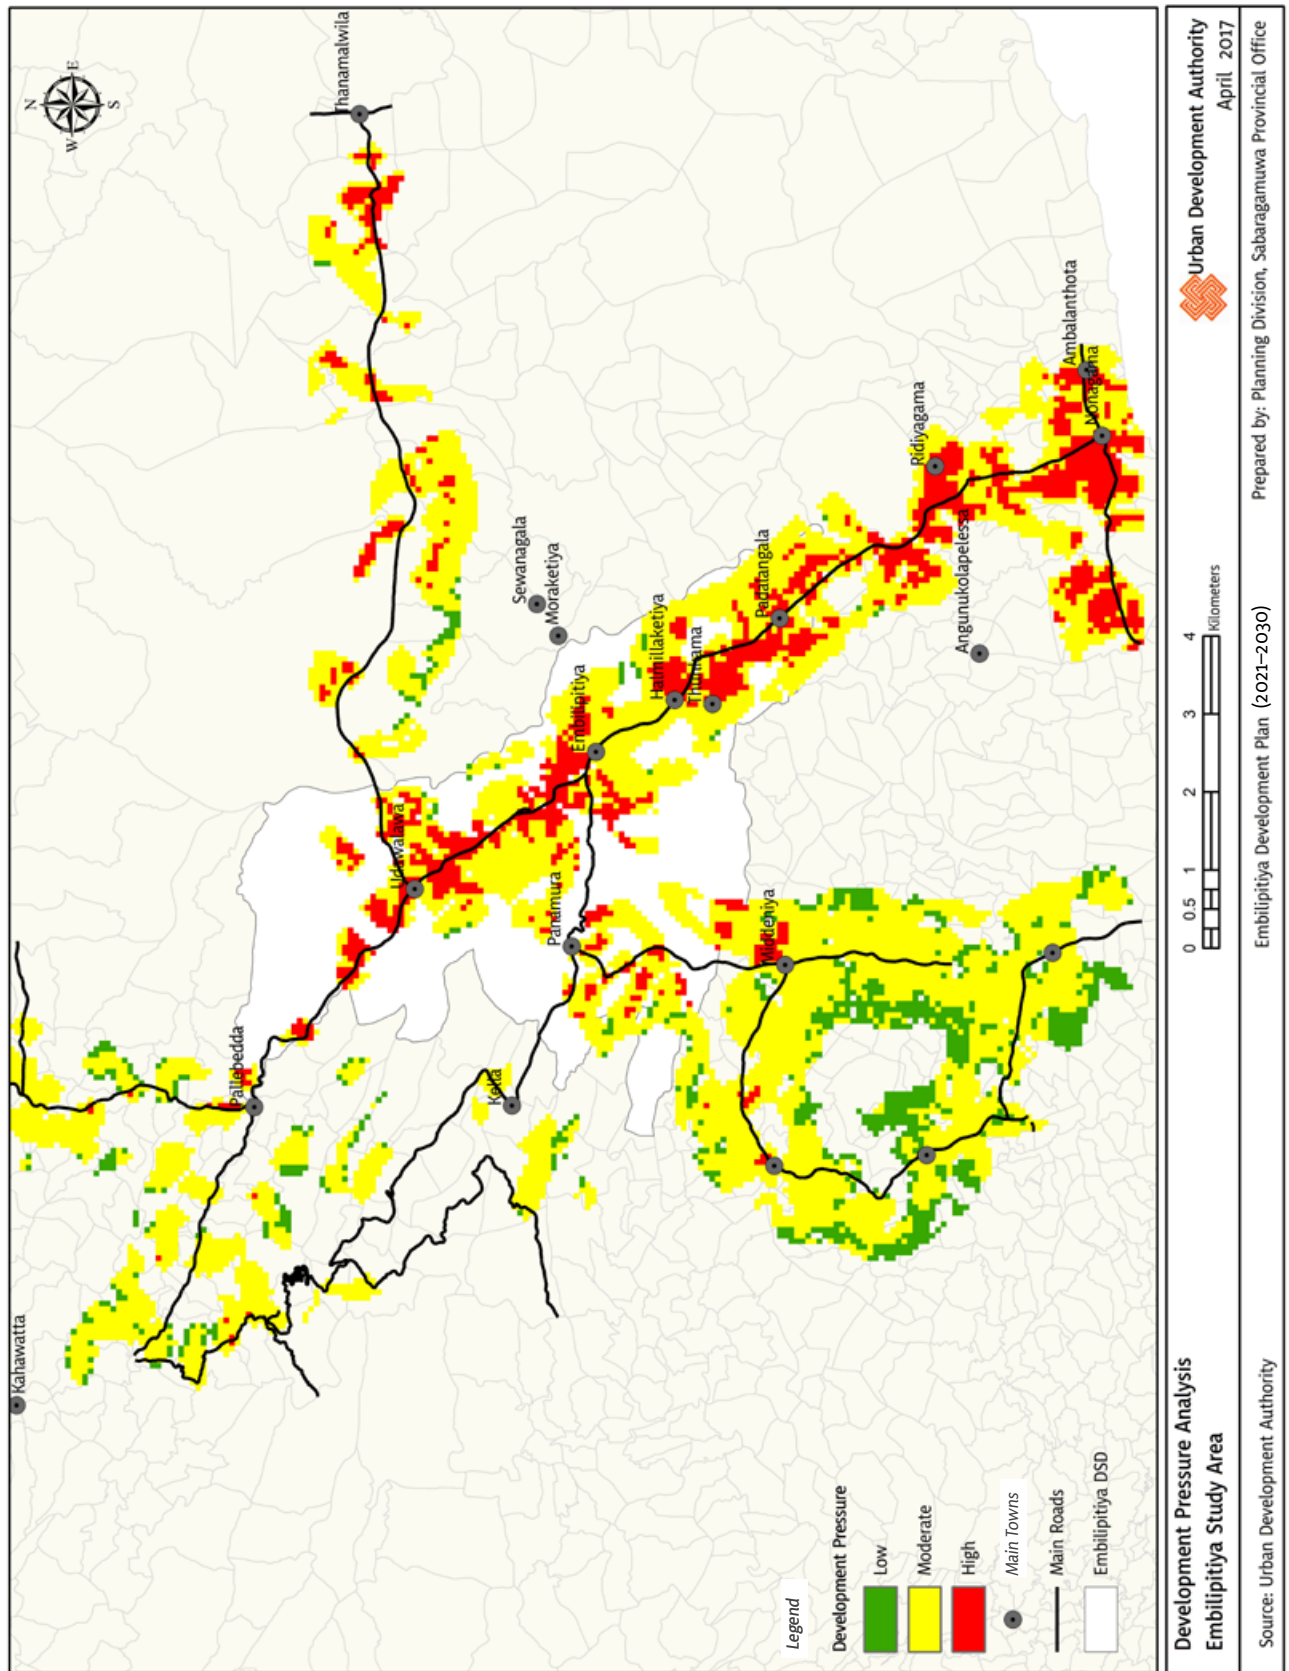 N
W
E
S
Thanamalwila
Kahawatta
Pallebedda
Udawalawa
Sewanagala
Moraketiya
Kella
Panamura
Embilipitiya
Halmillaketiya
Thunkama
Padalangala
Middeniya
Ridiyagama
Angunukolapelessa
Ambalanthota
Nonagama
Legend
Development Pressure
Low
Moderate
High
Main Towns
Main Roads
Embilipitiya DSD
Development Pressure Analysis
Embilipitiya Study Area
0 0.5 1 2 3 4
Kilometers
Urban Development Authority
April 2017
Source: Urban Development Authority
Embilipitiya Development Plan (2021–2030)
Prepared by: Planning Division, Sabaragamuwa Provincial Office